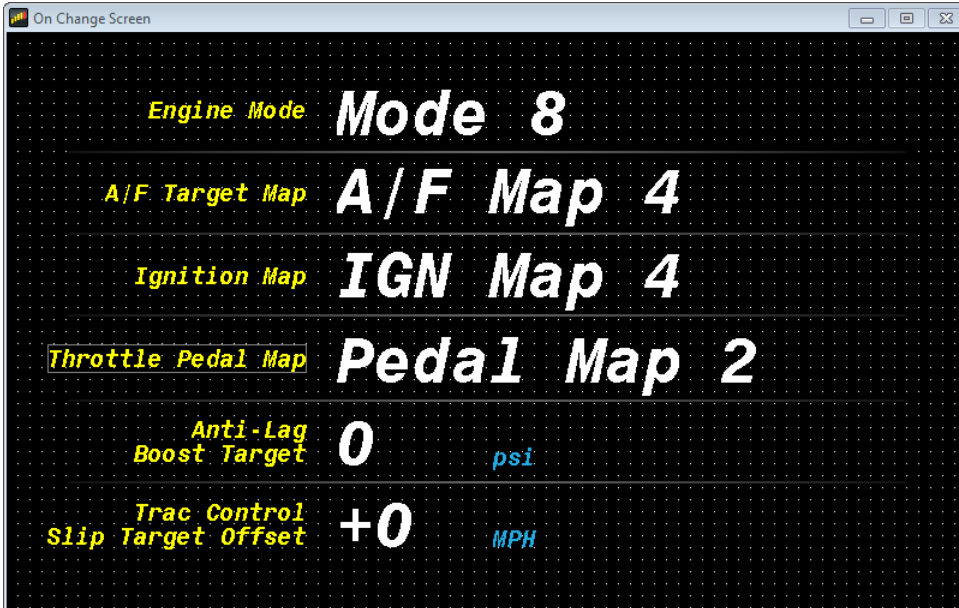 On Change Screen
Engine Mode Mode 8
A/F Target Map A/F Map 4
Ignition Map IGN Map 4
Throttle Pedal Map Pedal Map 2
Anti-Lag
Boost Target 0 psi
Trac Control
Slip Target Offset +0 MPH